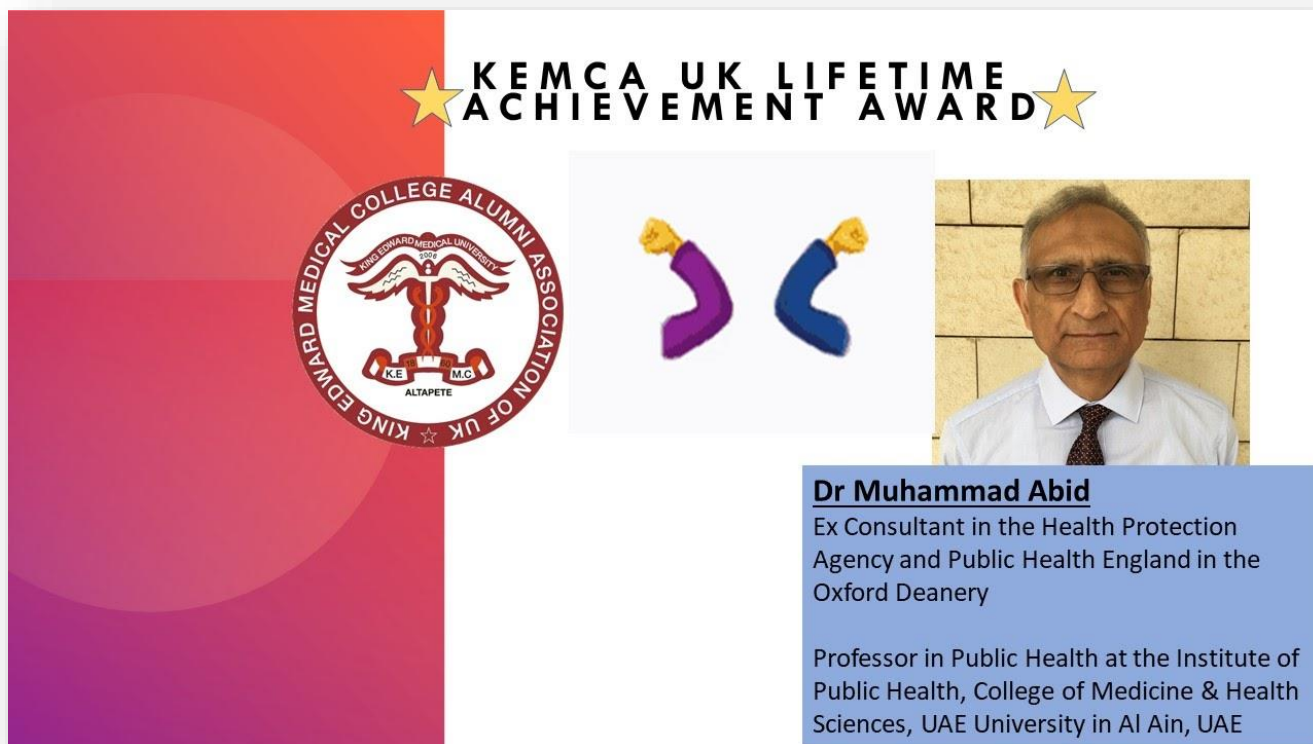 KEMCA UK LIFETIME
ACHIEVEMENT AWARD
KING EDWARD MEDICAL COLLEGE ALUMNI ASSOCIATION OF UK
KING EDWARD MEDICAL UNIVERSITY
2006
K.E 18 60 M.C
ALTAPETE
Dr Muhammad Abid
Ex Consultant in the Health Protection
Agency and Public Health England in the
Oxford Deanery
Professor in Public Health at the Institute of
Public Health, College of Medicine & Health
Sciences, UAE University in Al Ain, UAE